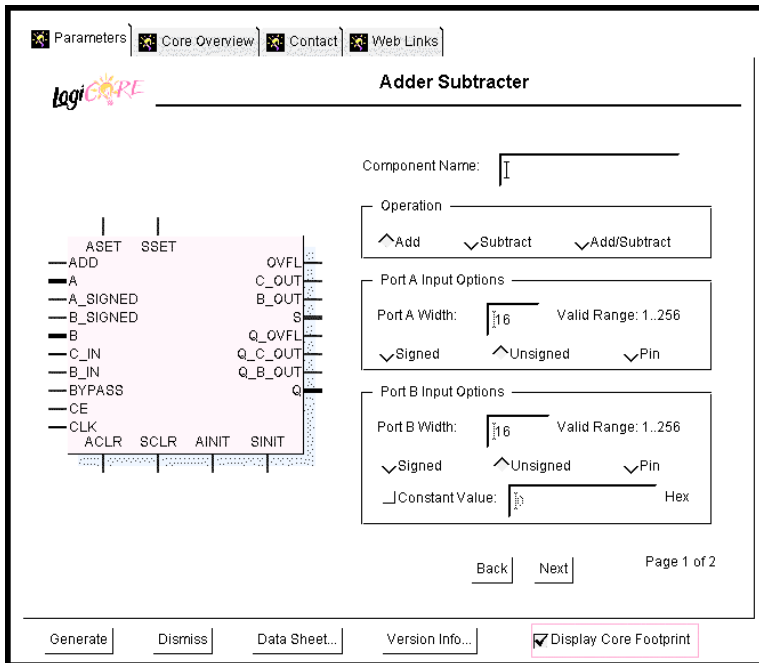 Parameters Core Overview Contact Web Links
LogiCORE
Adder Subtracter
Component Name:
Operation
Add Subtract Add/Subtract
Port A Input Options
Port A Width: 16 Valid Range: 1..256
Signed Unsigned Pin
Port B Input Options
Port B Width: 16 Valid Range: 1..256
Signed Unsigned Pin
Constant Value: Hex
ASET SSET
ADD OVFL
A C_OUT
A_SIGNED B_OUT
B_SIGNED S
B Q_OVFL
C_IN Q_C_OUT
B_IN Q_B_OUT
BYPASS Q
CE
CLK
ACLR SCLR AINIT SINIT
Back Next Page 1 of 2
Generate Dismiss Data Sheet... Version Info... Display Core Footprint